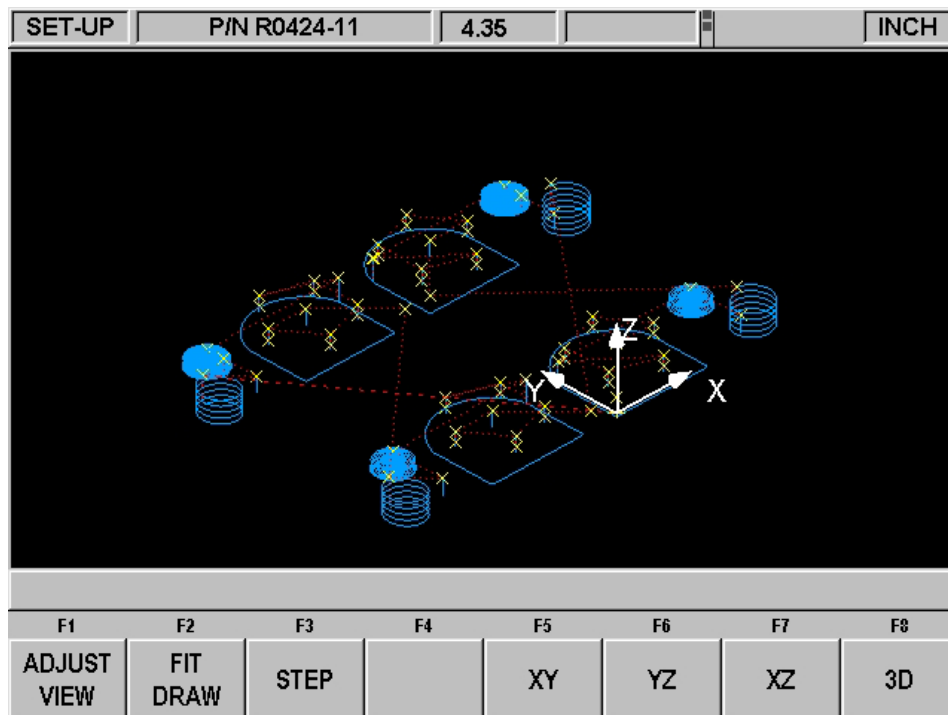 SET-UP P/N R0424-11 4.35 INCH
Z
Y X
F1 F2 F3 F4 F5 F6 F7 F8
ADJUST VIEW FIT DRAW STEP XY YZ XZ 3D